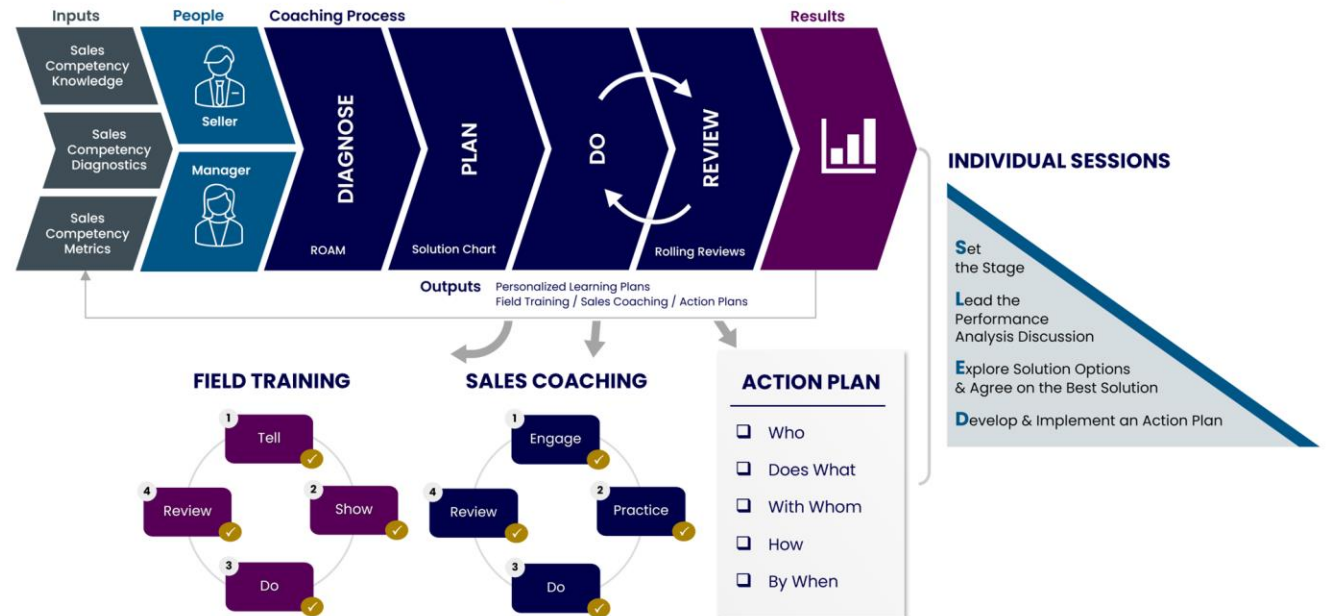 Inputs
People
Coaching Process
Results
Sales
Competency
Knowledge
Sales
Competency
Diagnostics
Sales
Competency
Metrics
Seller
Manager
DIAGNOSE
ROAM
PLAN
Solution Chart
DO
REVIEW
Rolling Reviews
Outputs
Personalized Learning Plans
Field Training / Sales Coaching / Action Plans
INDIVIDUAL SESSIONS
Set
the Stage
Lead the
Performance
Analysis Discussion
Explore Solution Options
& Agree on the Best Solution
Develop & Implement an Action Plan
FIELD TRAINING
1
Tell
2
Show
3
Do
4
Review
SALES COACHING
1
Engage
2
Practice
3
Do
4
Review
ACTION PLAN
Who
Does What
With Whom
How
By When